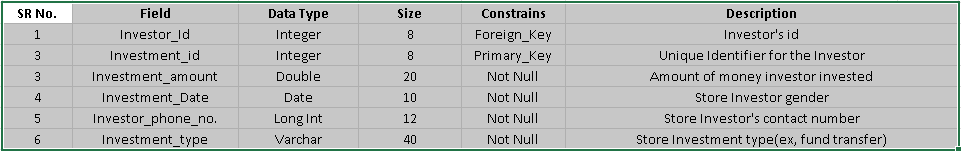 SR No. Field Data Type Size Constrains Description
1 Investor_Id Integer 8 Foreign_Key Investor's id
3 Investment_id Integer 8 Primary_Key Unique Identifier for the Investor
3 Investment_amount Double 20 Not Null Amount of money investor invested
4 Investment_Date Date 10 Not Null Store Investor gender
5 Investor_phone_no. Long Int 12 Not Null Store Investor's contact number
6 Investment_type Varchar 40 Not Null Store Investment type(ex, fund transfer)